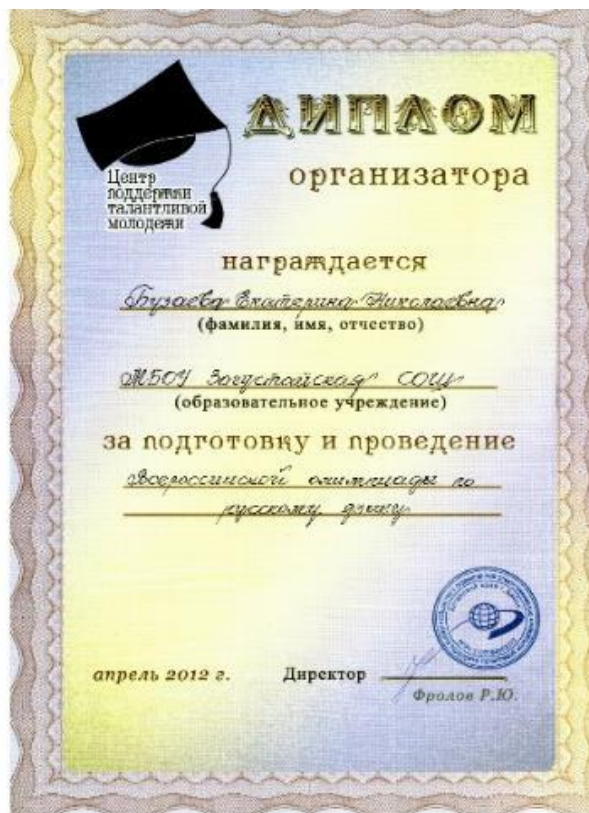 ДИПЛОМ
организатора
Центр
поддержки
талантливой
молодежи
награждается
Бузаева Екатерина Николаевна
(фамилия, имя, отчество)
МБОУ Загустайская СОШ
(образовательное учреждение)
за подготовку и проведение
Всероссийской олимпиады по
русскому языку
апрель 2012 г.
Директор
Фролов Р.Ю.